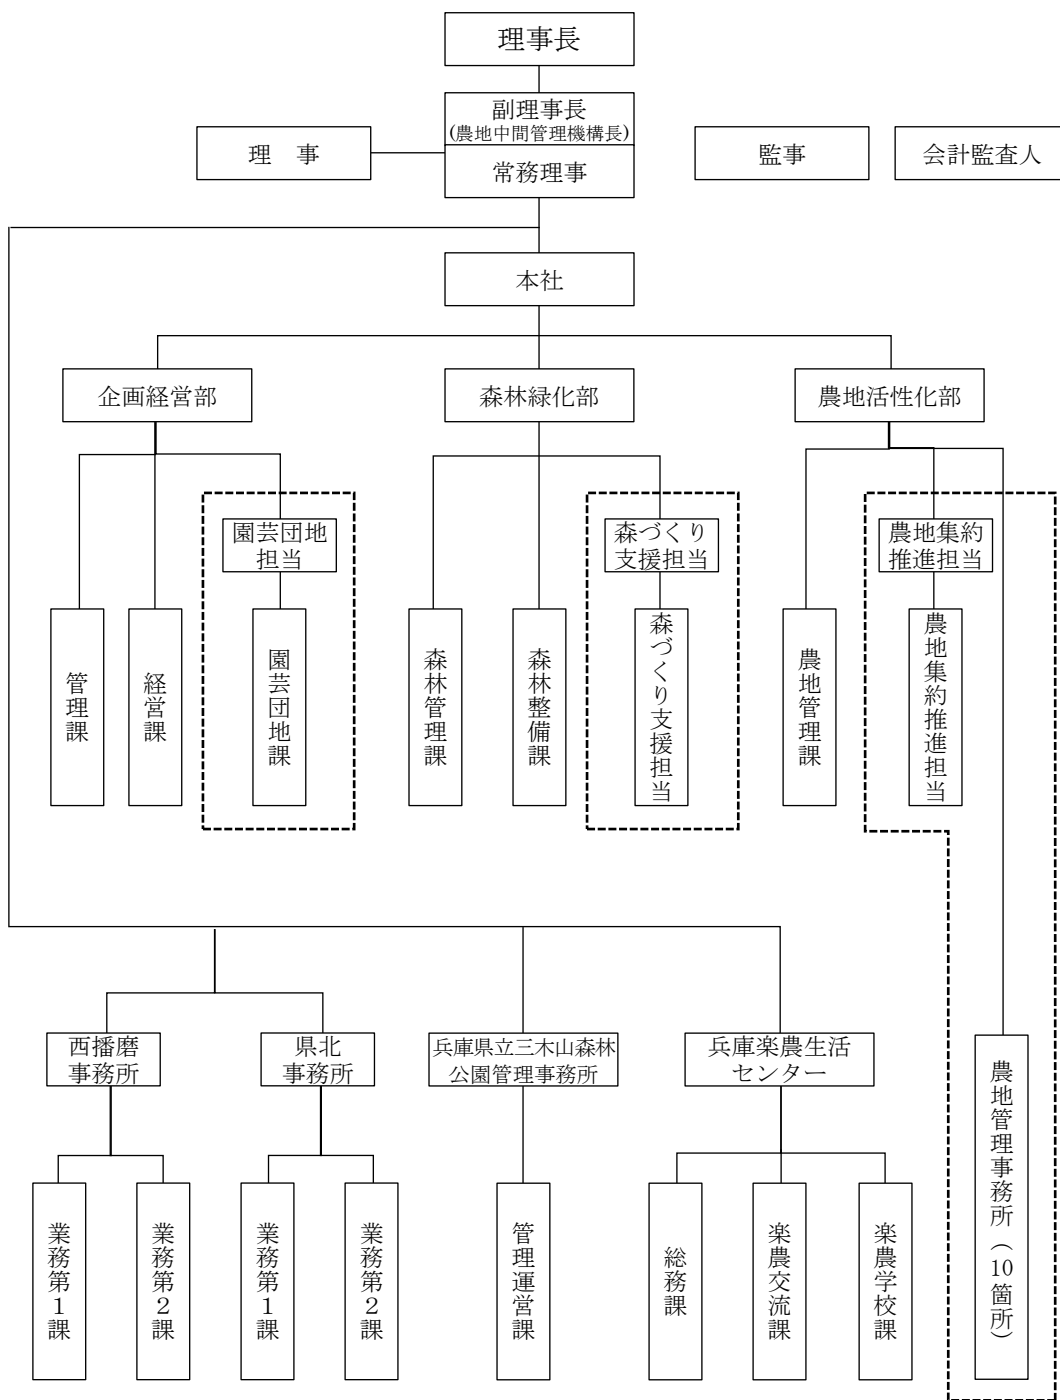 理事長
副理事長
(農地中間管理機構長)
常務理事
理　事
監事
会計監査人
本社
企画経営部
森林緑化部
農地活性化部
園芸団地
担当
森づくり
支援担当
農地集約
推進担当
管理課
経営課
園芸団地課
森林管理課
森林整備課
森づくり支援担当
農地管理課
農地集約推進担当
西播磨
事務所
県北
事務所
兵庫県立三木山森林
公園管理事務所
兵庫楽農生活
センター
農地管理事務所（10箇所）
業務第１課
業務第２課
業務第１課
業務第２課
管理運営課
総務課
楽農交流課
楽農学校課